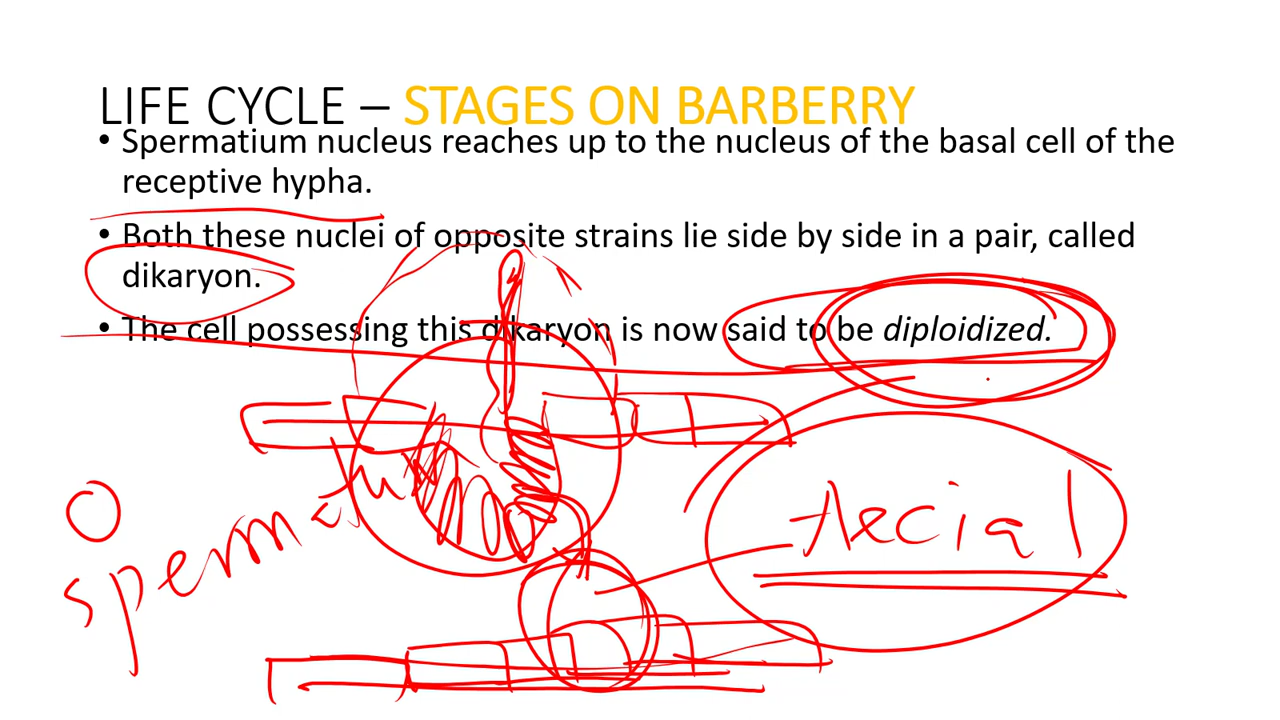 LIFE CYCLE – STAGES ON BARBERRY
• Spermatium nucleus reaches up to the nucleus of the basal cell of the
receptive hypha.
• Both these nuclei of opposite strains lie side by side in a pair, called
dikaryon.
• The cell possessing this dikaryon is now said to be diploidized.
Aecial